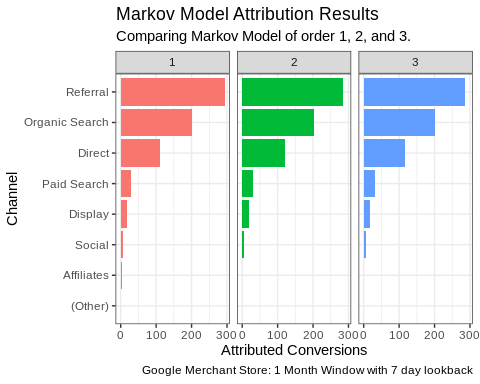 Markov Model Attribution Results
Comparing Markov Model of order 1, 2, and 3.
1 2 3
Channel
Referral
Organic Search
Direct
Paid Search
Display
Social
Affiliates
(Other)
0 100 200 300 0 100 200 300 0 100 200 300
Attributed Conversions
Google Merchant Store: 1 Month Window with 7 day lookback